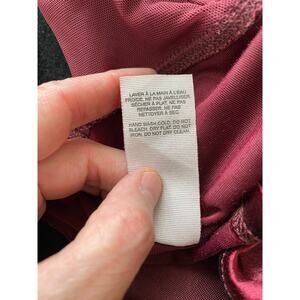 LAVER À LA MAIN À L'EAU
FROIDE. NE PAS JAVELLISER.
SÉCHER À PLAT. NE PAS
REPASSER. NE PAS
NETTOYER À SEC.
HAND WASH COLD. DO NOT
BLEACH. DRY FLAT. DO NOT
IRON. DO NOT DRY CLEAN.